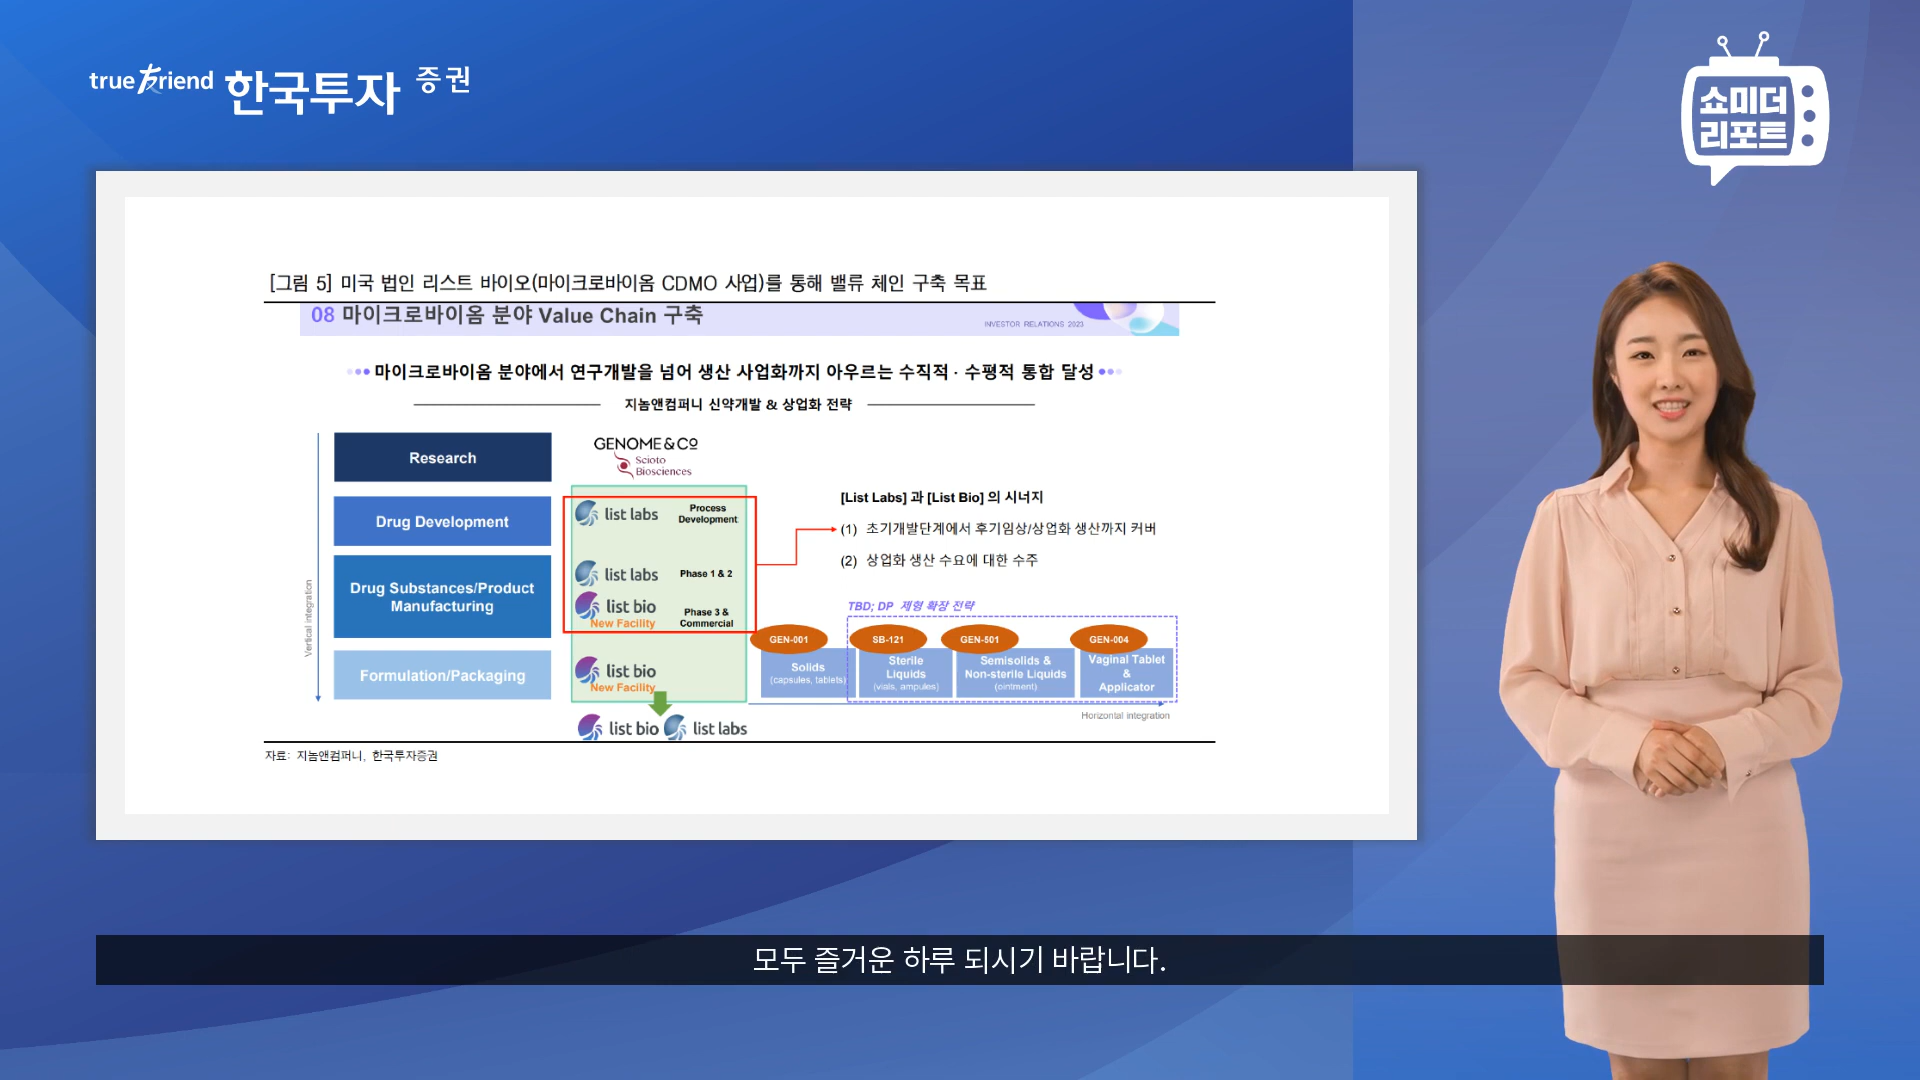 true友riend 한국투자 증권
쇼미더
리포트
[그림 5] 미국 법인 리스트 바이오(마이크로바이옴 CDMO 사업)를 통해 밸류 체인 구축 목표
08 마이크로바이옴 분야 Value Chain 구축
INVESTOR RELATIONS 2023
마이크로바이옴 분야에서 연구개발을 넘어 생산 사업화까지 아우르는 수직적 · 수평적 통합 달성
지놈앤컴퍼니 신약개발 & 상업화 전략
Vertical integration
Research
GENOME & CO
Scioto
Biosciences
Drug Development
list labs
Process
Development
Drug Substances/Product
Manufacturing
list labs
Phase 1 & 2
list bio
New Facility
Phase 3 &
Commercial
Formulation/Packaging
list bio
New Facility
list bio
list labs
[List Labs] 과 [List Bio] 의 시너지
(1) 초기개발단계에서 후기임상/상업화 생산까지 커버
(2) 상업화 생산 수요에 대한 수주
TBD; DP 제형 확장 전략
GEN-001
Solids
(capsules, tablets)
SB-121
Sterile
Liquids
(vials, ampules)
GEN-501
Semisolids &
Non-sterile Liquids
(ointment)
GEN-004
Vaginal Tablet
&
Applicator
Horizontal integration
자료: 지놈앤컴퍼니, 한국투자증권
모두 즐거운 하루 되시기 바랍니다.